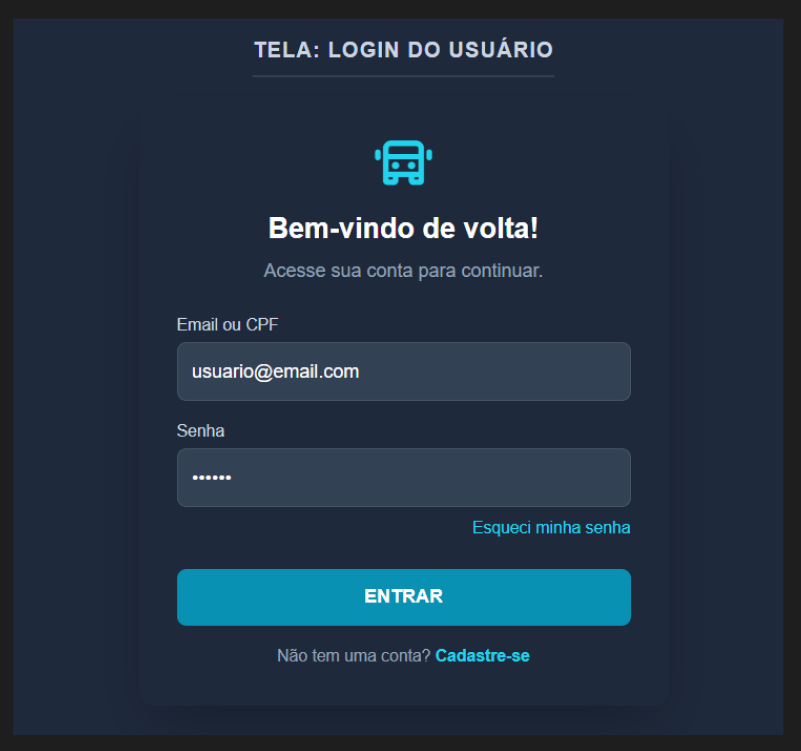 TELA: LOGIN DO USUÁRIO
Bem-vindo de volta!
Acesse sua conta para continuar.
Email ou CPF
usuario@email.com
Senha
••••••
Esqueci minha senha
ENTRAR
Não tem uma conta? Cadastre-se